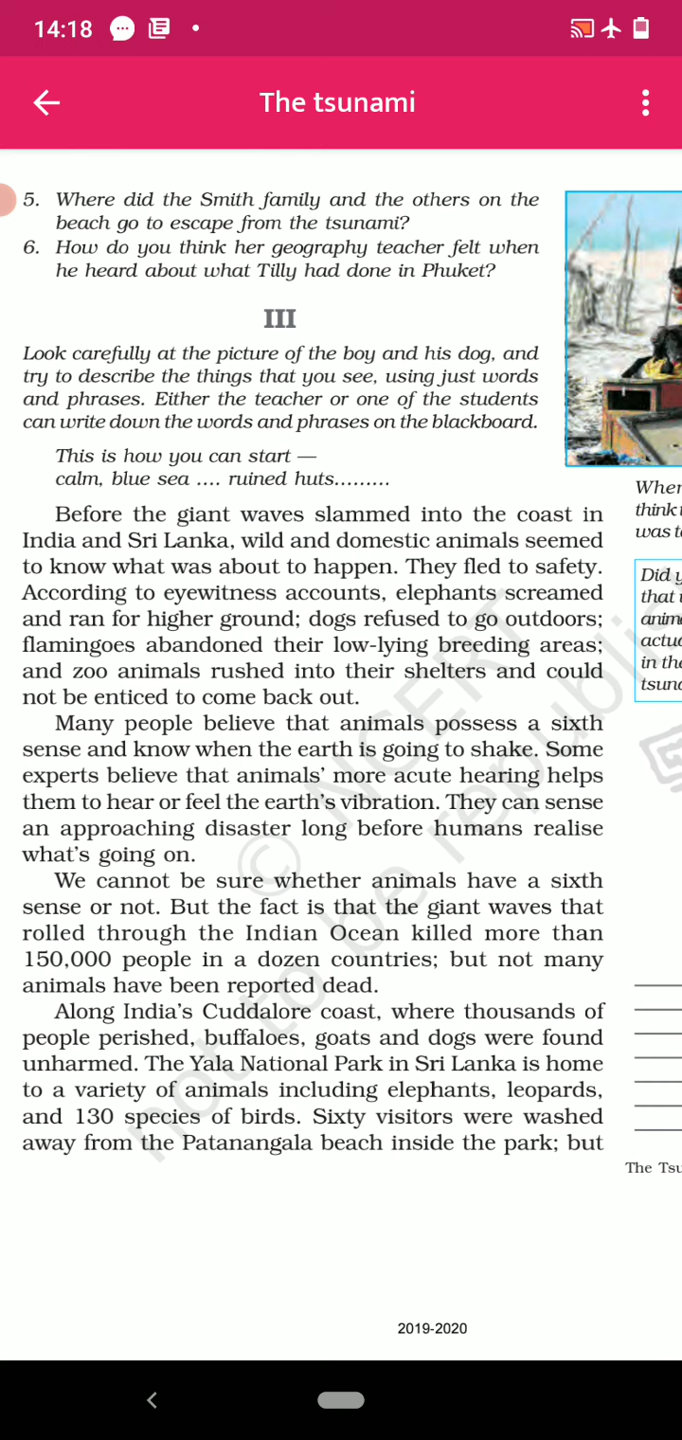 14:18
The tsunami
5. Where did the Smith family and the others on the
beach go to escape from the tsunami?
6. How do you think her geography teacher felt when
he heard about what Tilly had done in Phuket?
III
Look carefully at the picture of the boy and his dog, and
try to describe the things that you see, using just words
and phrases. Either the teacher or one of the students
can write down the words and phrases on the blackboard.
This is how you can start —
calm, blue sea .... ruined huts.........
Before the giant waves slammed into the coast in
India and Sri Lanka, wild and domestic animals seemed
to know what was about to happen. They fled to safety.
According to eyewitness accounts, elephants screamed
and ran for higher ground; dogs refused to go outdoors;
flamingoes abandoned their low-lying breeding areas;
and zoo animals rushed into their shelters and could
not be enticed to come back out.
Many people believe that animals possess a sixth
sense and know when the earth is going to shake. Some
experts believe that animals’ more acute hearing helps
them to hear or feel the earth’s vibration. They can sense
an approaching disaster long before humans realise
what’s going on.
We cannot be sure whether animals have a sixth
sense or not. But the fact is that the giant waves that
rolled through the Indian Ocean killed more than
150,000 people in a dozen countries; but not many
animals have been reported dead.
Along India’s Cuddalore coast, where thousands of
people perished, buffaloes, goats and dogs were found
unharmed. The Yala National Park in Sri Lanka is home
to a variety of animals including elephants, leopards,
and 130 species of birds. Sixty visitors were washed
away from the Patanangala beach inside the park; but
think
was
Did
that
in
The
© NCERT
not to be
2019-2020